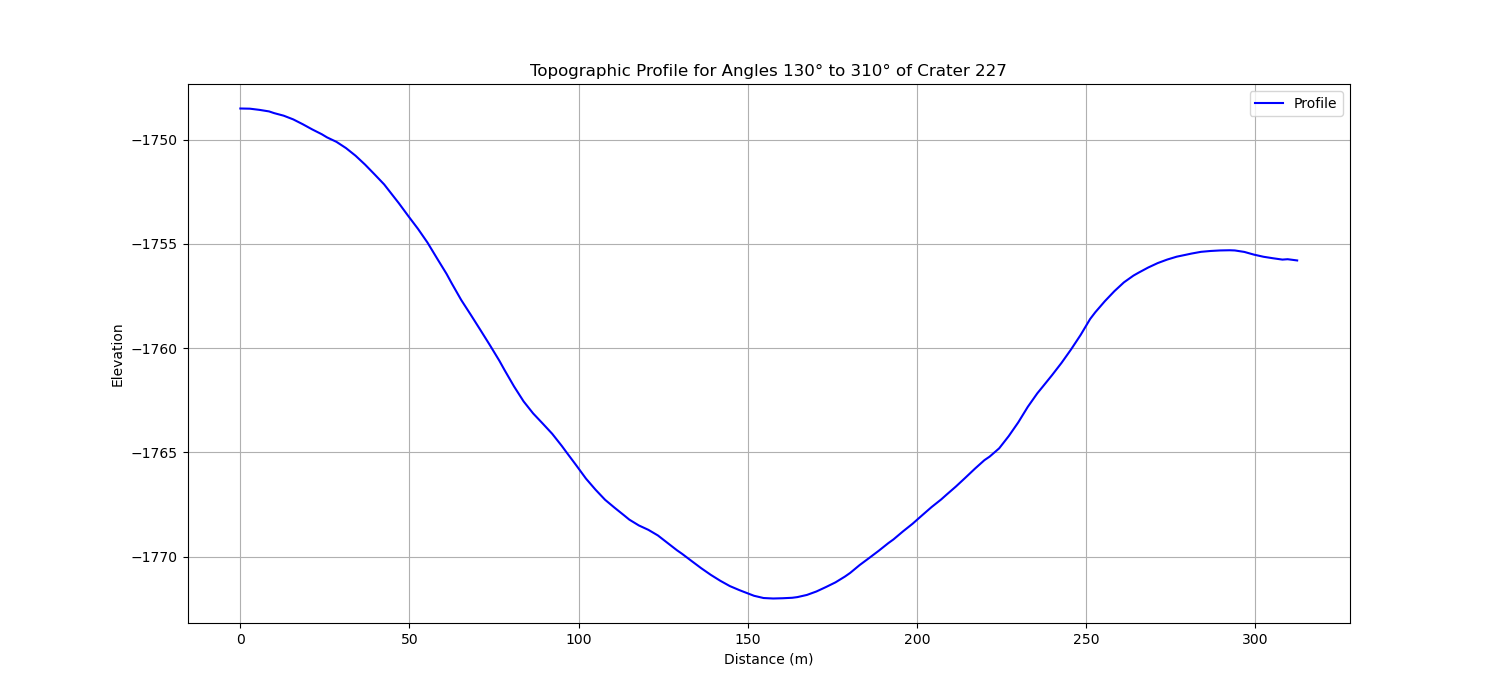 Topographic Profile for Angles 130° to 310° of Crater 227
Profile
−1750
−1755
−1760
−1765
−1770
Elevation
0 50 100 150 200 250 300
Distance (m)